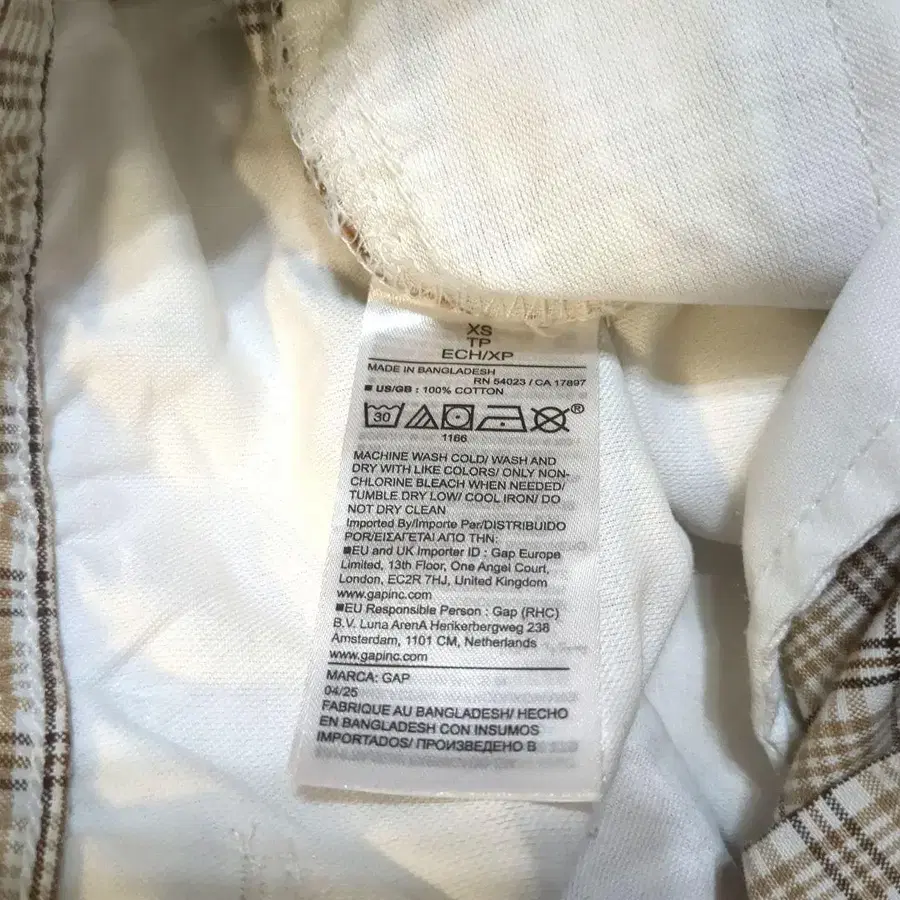 XS
TP
ECH/XP
MADE IN BANGLADESH
RN 54023 / CA 17897
■ US/GB : 100% COTTON
30
®
1166
MACHINE WASH COLD/ WASH AND
DRY WITH LIKE COLORS/ ONLY NON-
CHLORINE BLEACH WHEN NEEDED/
TUMBLE DRY LOW/ COOL IRON/ DO
NOT DRY CLEAN
Imported By/Importe Par/DISTRIBUIDO
POR/ΕΙΣΑΓΕΤΑΙ ΑΠΟ ΤΗΝ:
■EU and UK Importer ID : Gap Europe
Limited, 13th Floor, One Angel Court,
London, EC2R 7HJ, United Kingdom
www.gapinc.com
■EU Responsible Person : Gap (RHC)
B.V. Luna ArenA Herikerbergweg 238
Amsterdam, 1101 CM, Netherlands
www.gapinc.com
MARCA: GAP
04/25
FABRIQUE AU BANGLADESH/ HECHO
EN BANGLADESH CON INSUMOS
IMPORTADOS/ ПРОИЗВЕДЕНО В